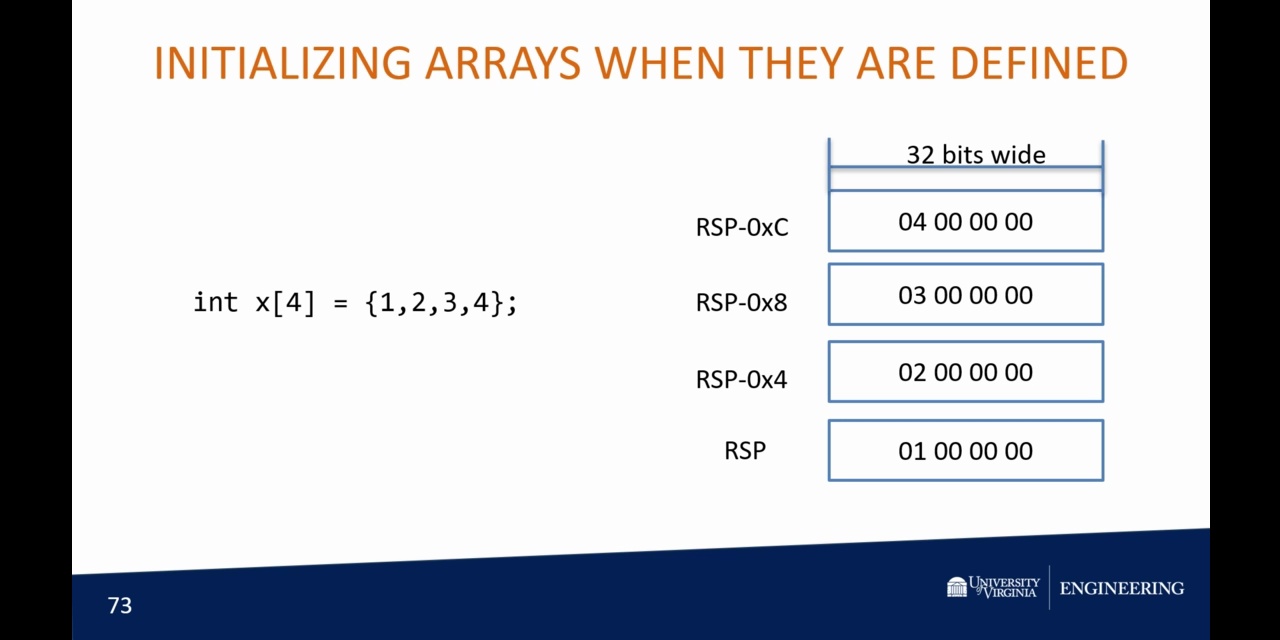 INITIALIZING ARRAYS WHEN THEY ARE DEFINED
32 bits wide
RSP-0xC 04 00 00 00
int x[4] = {1,2,3,4}; RSP-0x8 03 00 00 00
RSP-0x4 02 00 00 00
RSP 01 00 00 00
73
UNIVERSITY of VIRGINIA ENGINEERING